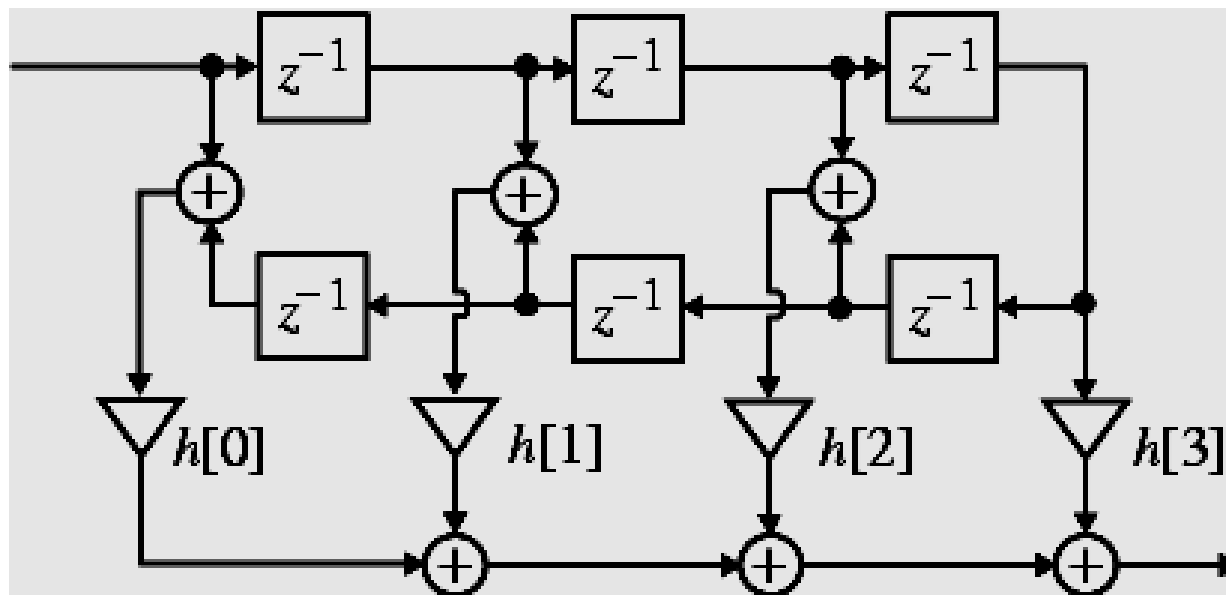 z⁻¹ z⁻¹ z⁻¹
+ + +
z⁻¹ z⁻¹ z⁻¹
h[0] h[1] h[2] h[3]
+ + +